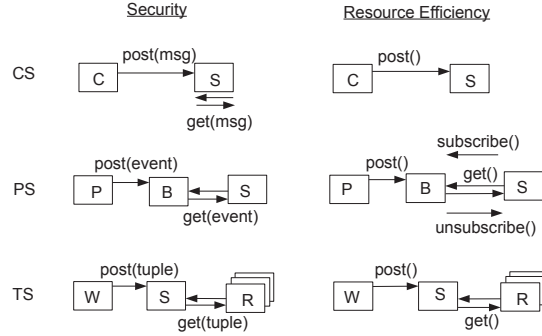 Security Resource Efficiency
post(msg) post()
CS C S C S
get(msg)
subscribe()
post(event) post() get()
PS P B S P B S
get(event) unsubscribe()
post(tuple) post()
TS W S R W S R
get(tuple) get()